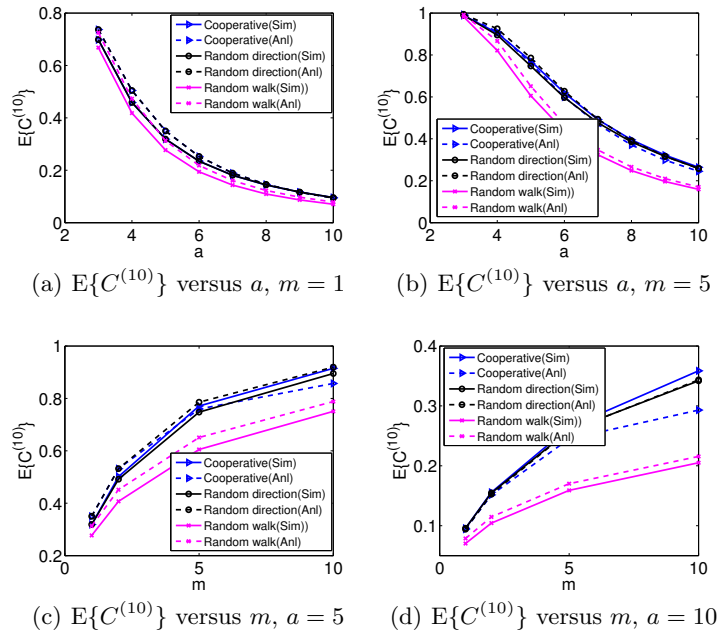 0.8
0.6
0.4
0.2
0
2
4
6
8
10
a
E{C^(10)}
Cooperative(Sim)
Cooperative(Anl)
Random direction(Sim)
Random direction(Anl)
Random walk(Sim))
Random walk(Anl)
(a) E{C^(10)} versus a, m = 1
1
0.8
0.6
0.4
0.2
0
2
4
6
8
10
a
E{C^(10)}
Cooperative(Sim)
Cooperative(Anl)
Random direction(Sim)
Random direction(Anl)
Random walk(Sim))
Random walk(Anl)
(b) E{C^(10)} versus a, m = 5
1
0.8
0.6
0.4
0.2
0
5
10
m
E{C^(10)}
Cooperative(Sim)
Cooperative(Anl)
Random direction(Sim)
Random direction(Anl)
Random walk(Sim))
Random walk(Anl)
(c) E{C^(10)} versus m, a = 5
0.4
0.3
0.2
0.1
0
5
10
m
E{C^(10)}
Cooperative(Sim)
Cooperative(Anl)
Random direction(Sim)
Random direction(Anl)
Random walk(Sim))
Random walk(Anl)
(d) E{C^(10)} versus m, a = 10